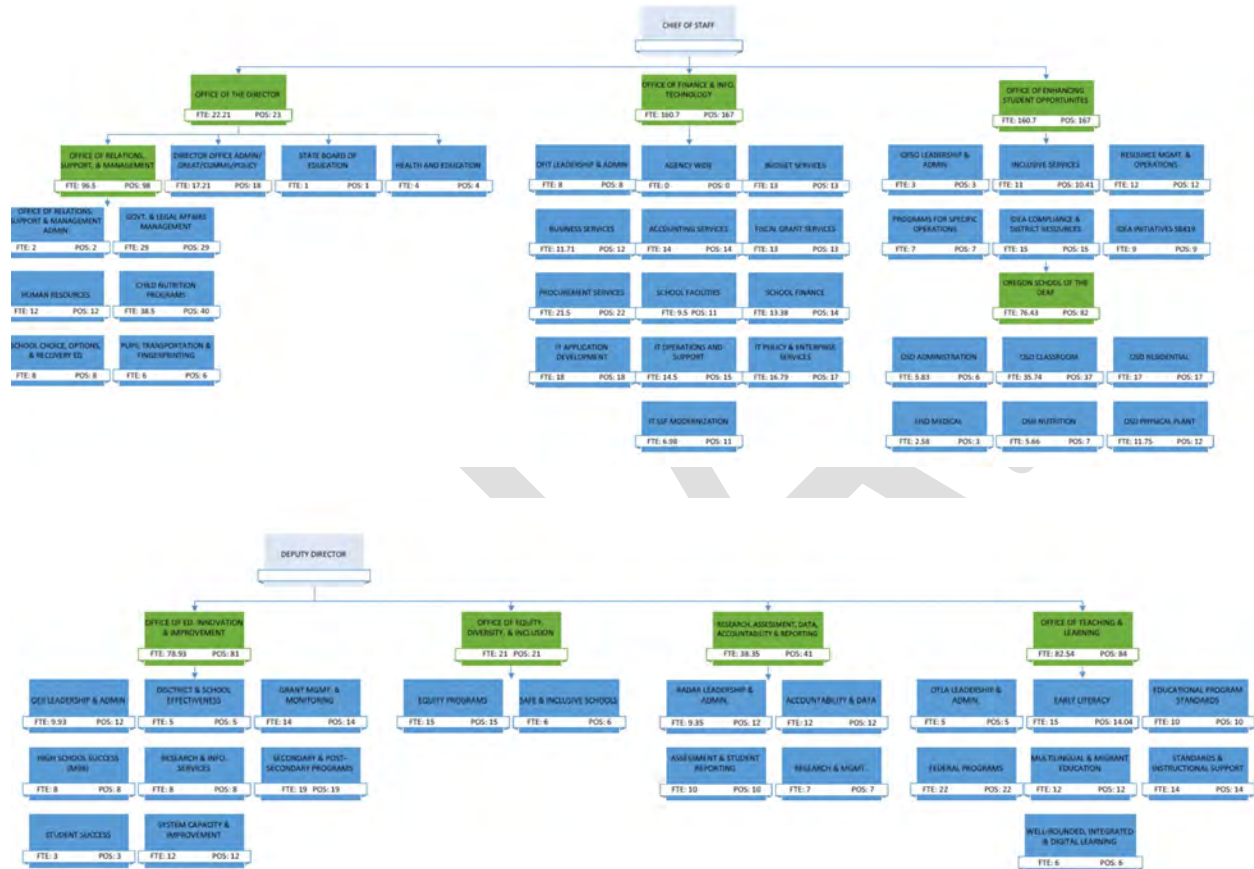 CHIEF OF STAFF
OFFICE OF THE DIRECTOR
FTE: 22.21 POS: 23
OFFICE OF FINANCE & INFO.
TECHNOLOGY
FTE: 160.7 POS: 167
OFFICE OF ENHANCING
STUDENT OPPORTUNITES
FTE: 160.7 POS: 167
OFFICE OF RELATIONS,
SUPPORT, & MANAGEMENT
FTE: 96.5 POS: 98
DIRECTOR OFFICE ADMIN/
GREAT/COMMS/POLICY
FTE: 17.21 POS: 18
STATE BOARD OF
EDUCATION
FTE: 1 POS: 1
HEALTH AND EDUCATION
FTE: 4 POS: 4
OFIT LEADERSHIP & ADMIN
FTE: 8 POS: 8
AGENCY WIDE
FTE: 0 POS: 0
BUDGET SERVICES
FTE: 13 POS: 13
OESO LEADERSHIP &
ADMIN
FTE: 3 POS: 3
INCLUSIVE SERVICES
FTE: 11 POS:10.41
RESOURCE MGMT. &
OPERATIONS
FTE: 12 POS: 12
OFFICE OF RELATIONS,
SUPPORT & MANAGEMENT
ADMIN
FTE: 2 POS: 2
GOVT. & LEGAL AFFAIRS
MANAGEMENT
FTE: 29 POS: 29
BUSINESS SERVICES
FTE: 11.71 POS: 12
ACCOUNTING SERVICES
FTE: 14 POS: 14
FISCAL GRANT SERVICES
FTE: 13 POS: 13
PROGRAMS FOR SPECIFIC
OPERATIONS
FTE: 7 POS: 7
IDEA COMPLIANCE &
DISTRICT RESOURCES
FTE: 15 POS: 15
IDEA INITIATIVES SB819
FTE: 9 POS: 9
HUMAN RESOURCES
FTE: 12 POS: 12
CHILD NUTRITION
PROGRAMS
FTE: 38.5 POS: 40
PROCUREMENT SERVICES
FTE: 21.5 POS: 22
SCHOOL FACILITIES
FTE: 9.5 POS: 11
SCHOOL FINANCE
FTE: 13.38 POS: 14
OREGON SCHOOL OF THE
DEAF
FTE: 76.43 POS: 82
SCHOOL CHOICE, OPTIONS,
& RECOVERY ED
FTE: 8 POS: 8
PUPIL TRANSPORTATION &
FINGERPRINTING
FTE: 6 POS: 6
IT APPLICATION
DEVELOPMENT
FTE: 18 POS: 18
IT OPERATIONS AND
SUPPORT
FTE: 14.5 POS: 15
IT POLICY & ENTERPRISE
SERVICES
FTE: 16.79 POS: 17
OSD ADMINISTRATION
FTE: 5.83 POS: 6
OSD CLASSROOM
FTE: 35.74 POS: 37
OSD RESIDENTIAL
FTE: 17 POS: 17
IT SSF MODERNIZATION
FTE: 6.98 POS: 11
OSD MEDICAL
FTE: 2.58 POS: 3
OSD NUTRITION
FTE: 5.66 POS: 7
OSD PHYSICAL PLANT
FTE: 11.75 POS: 12
DEPUTY DIRECTOR
OFFICE OF ED. INNOVATION
& IMPROVEMENT
FTE: 78.93 POS: 81
OFFICE OF EQUITY,
DIVERSITY, & INCLUSION
FTE: 21 POS: 21
RESEARCH, ASSESSMENT, DATA,
ACCOUNTABILITY & REPORTING
FTE: 38.35 POS: 41
OFFICE OF TEACHING &
LEARNING
FTE: 82.54 POS: 84
OEII LEADERSHIP & ADMIN
FTE: 9.93 POS: 12
DISCTRICT & SCHOOL
EFFECTIVENESS
FTE: 5 POS: 5
GRANT MGMT. &
MONITORING
FTE: 14 POS: 14
EQUITY PROGRAMS
FTE: 15 POS: 15
SAFE & INCLUSIVE SCHOOLS
FTE: 6 POS: 6
RADAR LEADERSHIP &
ADMIN.
FTE: 9.35 POS: 12
ACCOUNTABILITY & DATA
FTE: 12 POS: 12
OTLA LEADERSHIP &
ADMIN.
FTE: 5 POS: 5
EARLY LITERACY
FTE: 15 POS: 14.04
EDUCATIONAL PROGRAM
STANDARDS
FTE: 10 POS: 10
HIGH SCHOOL SUCCESS
(M98)
FTE: 8 POS: 8
RESEARCH & INFO.
SERVICES
FTE: 8 POS: 8
SECONDARY & POST-
SECONDARY PROGRAMS
FTE: 19 POS: 19
ASSESSMENT & STUDENT
REPORTING
FTE: 10 POS: 10
RESEARCH & MGMT.
FTE: 7 POS: 7
FEDERAL PROGRAMS
FTE: 22 POS: 22
MULTILINGUAL & MIGRANT
EDUCATION
FTE: 12 POS: 12
STANDARDS &
INSTRUCTIONAL SUPPORT
FTE: 14 POS: 14
STUDENT SUCCESS
FTE: 3 POS: 3
SYSTEM CAPACITY &
IMPROVEMENT
FTE: 12 POS: 12
WELL-ROUNDED, INTEGRATED
& DIGITAL LEARNING
FTE: 6 POS: 6